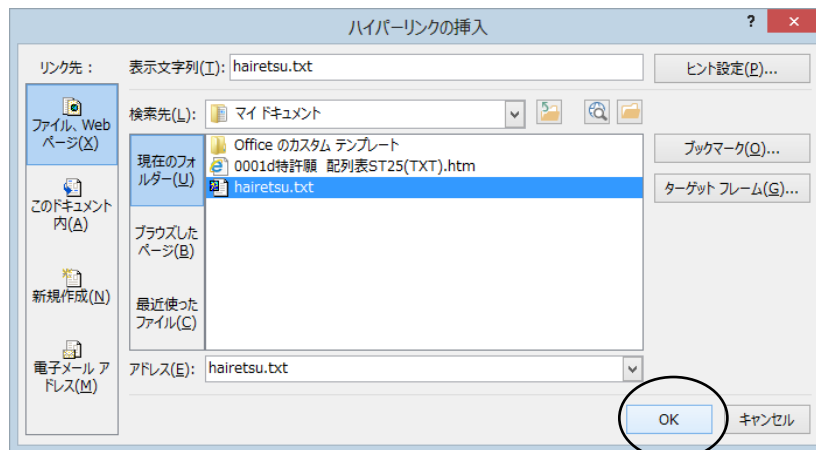 ハイパーリンクの挿入
? ×
リンク先：
ファイル、Web
ページ(X)
このドキュメント
内(A)
新規作成(N)
電子メール ア
ドレス(M)
表示文字列(T): hairetsu.txt
ヒント設定(P)...
検索先(L): マイ ドキュメント
現在のフォ
ルダー(U)
ブラウズした
ページ(B)
最近使った
ファイル(C)
Office のカスタム テンプレート
0001d特許願 配列表ST25(TXT).htm
hairetsu.txt
ブックマーク(O)...
ターゲット フレーム(G)...
アドレス(E): hairetsu.txt
OK キャンセル